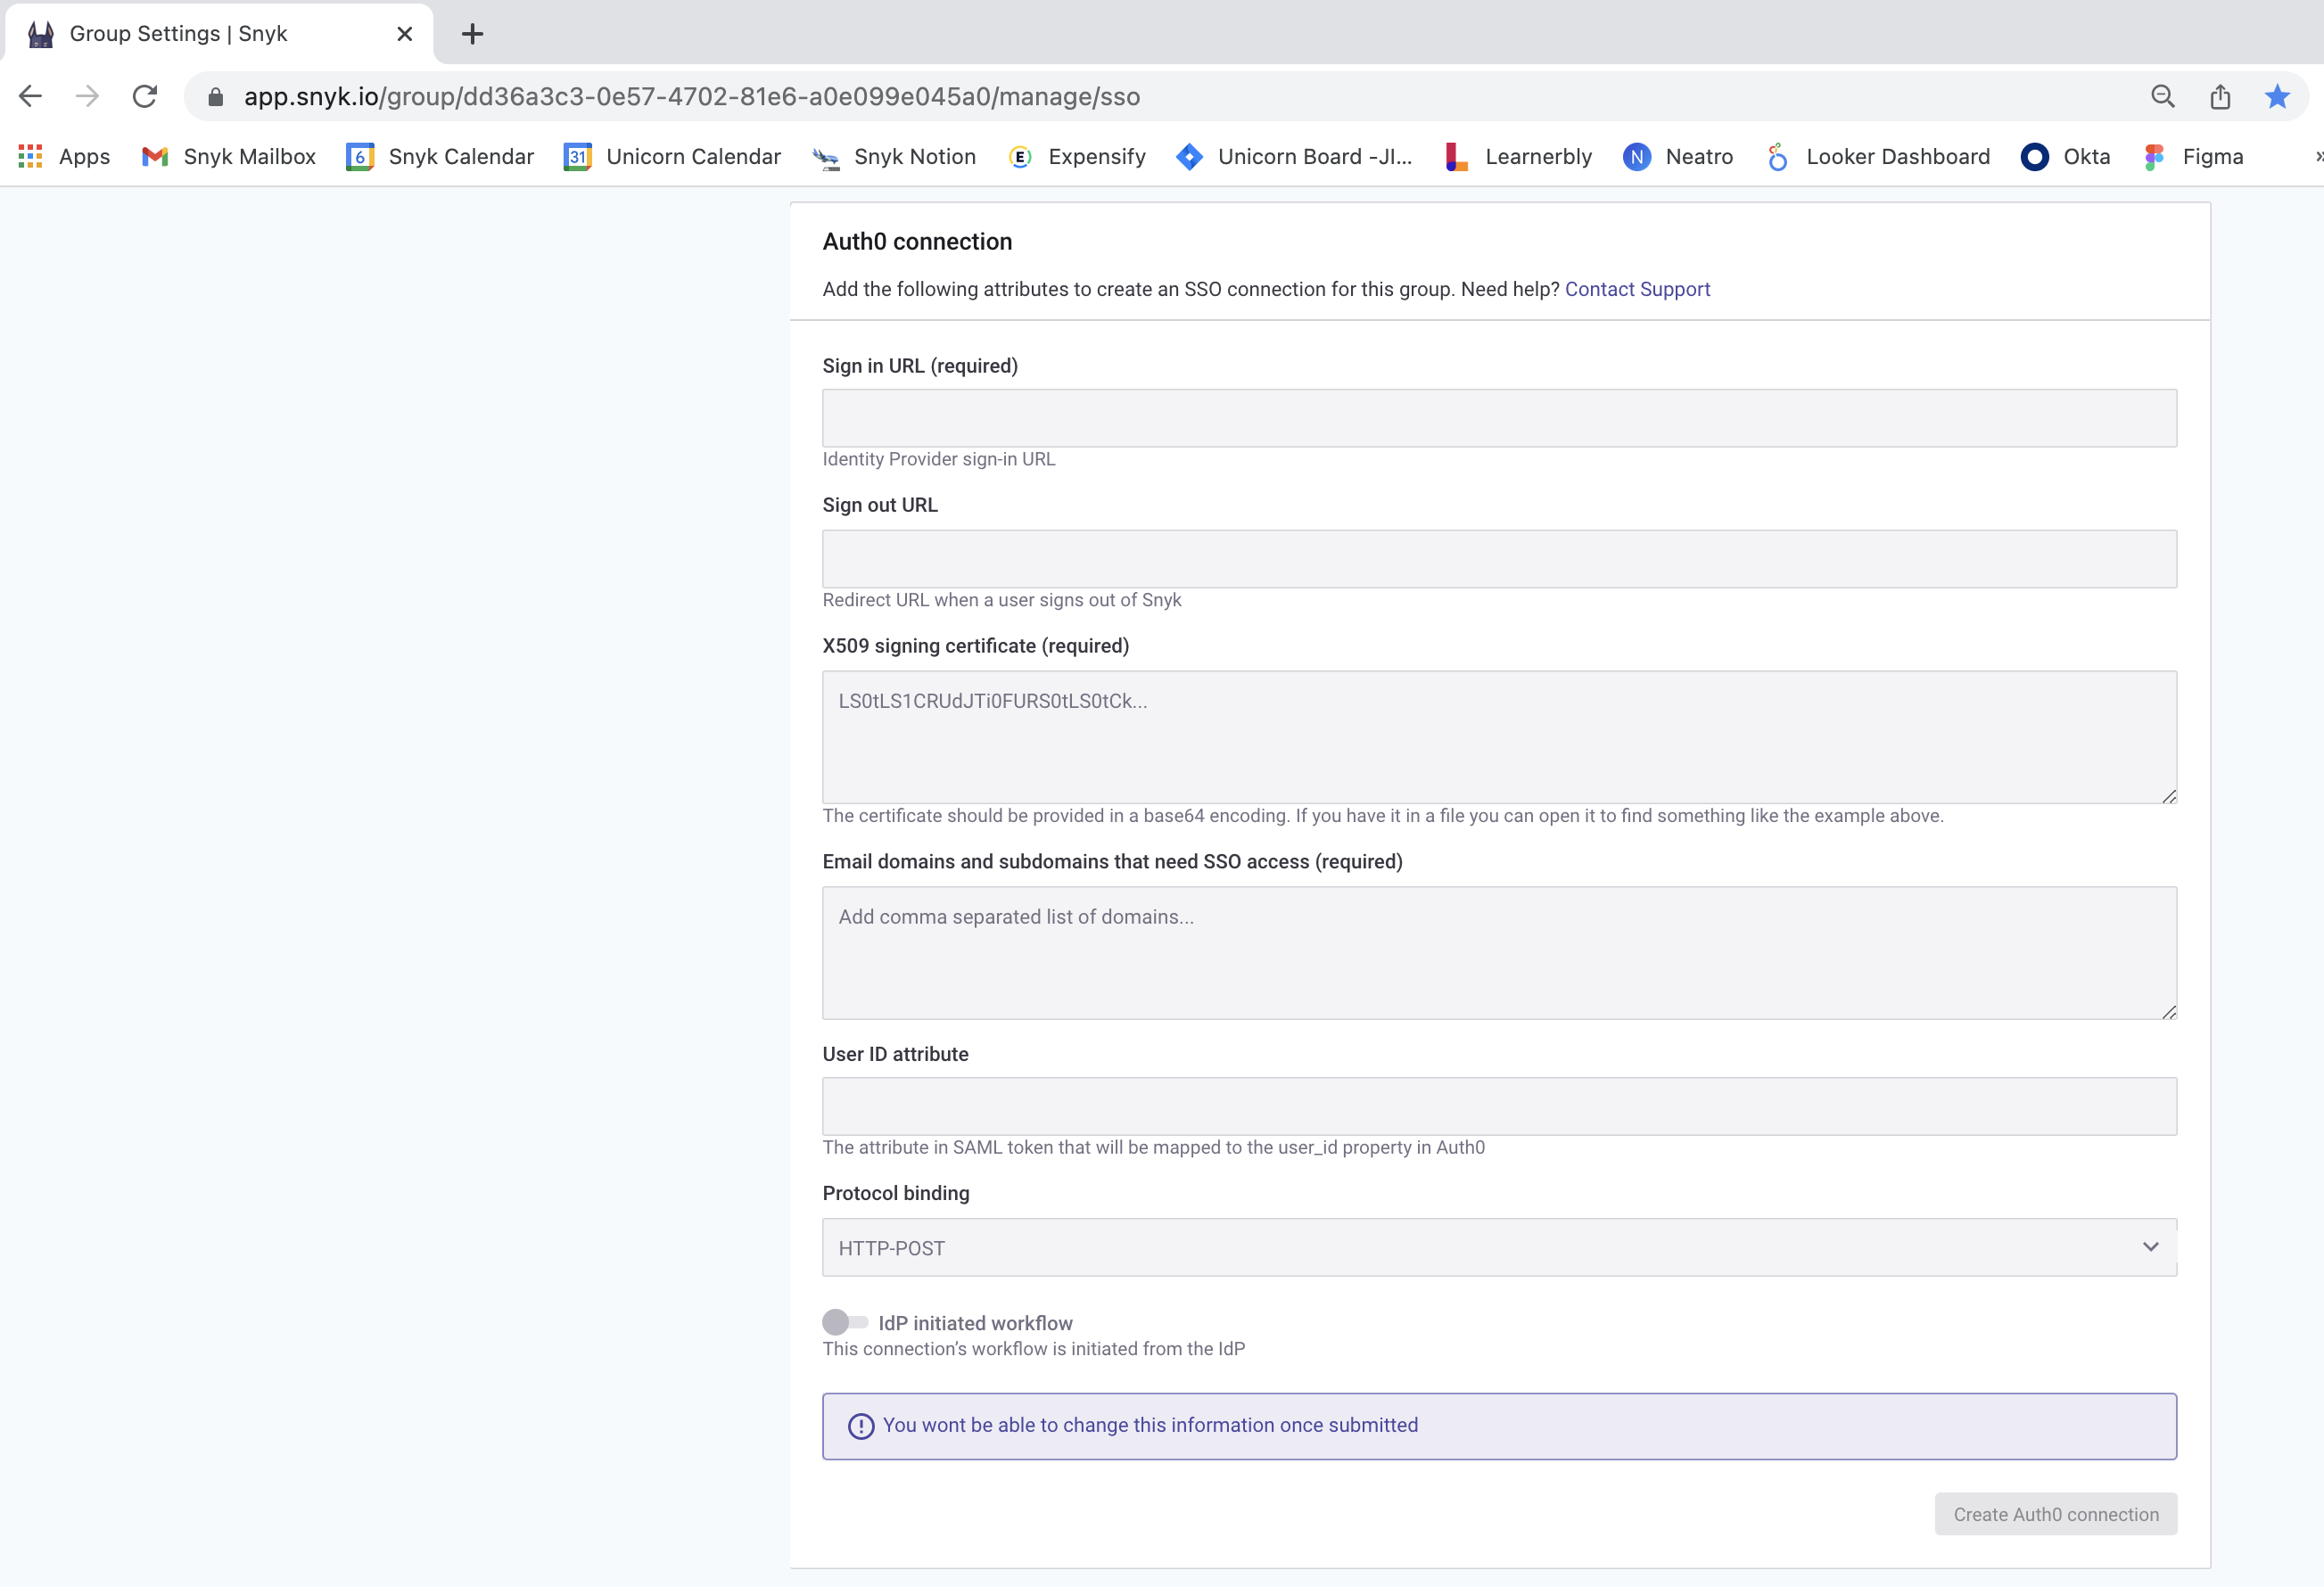 Group Settings | Snyk
app.snyk.io/group/dd36a3c3-0e57-4702-81e6-a0e099e045a0/manage/sso
Apps Snyk Mailbox 6 Snyk Calendar 31 Unicorn Calendar Snyk Notion E Expensify Unicorn Board -JI... Learnerbly N Neatro Looker Dashboard Okta Figma »
Auth0 connection
Add the following attributes to create an SSO connection for this group. Need help? Contact Support
Sign in URL (required)
Identity Provider sign-in URL
Sign out URL
Redirect URL when a user signs out of Snyk
X509 signing certificate (required)
LS0tLS1CRUdJTi0FURS0tLS0tCk...
The certificate should be provided in a base64 encoding. If you have it in a file you can open it to find something like the example above.
Email domains and subdomains that need SSO access (required)
Add comma separated list of domains...
User ID attribute
The attribute in SAML token that will be mapped to the user_id property in Auth0
Protocol binding
HTTP-POST
IdP initiated workflow
This connection's workflow is initiated from the IdP
You wont be able to change this information once submitted
Create Auth0 connection